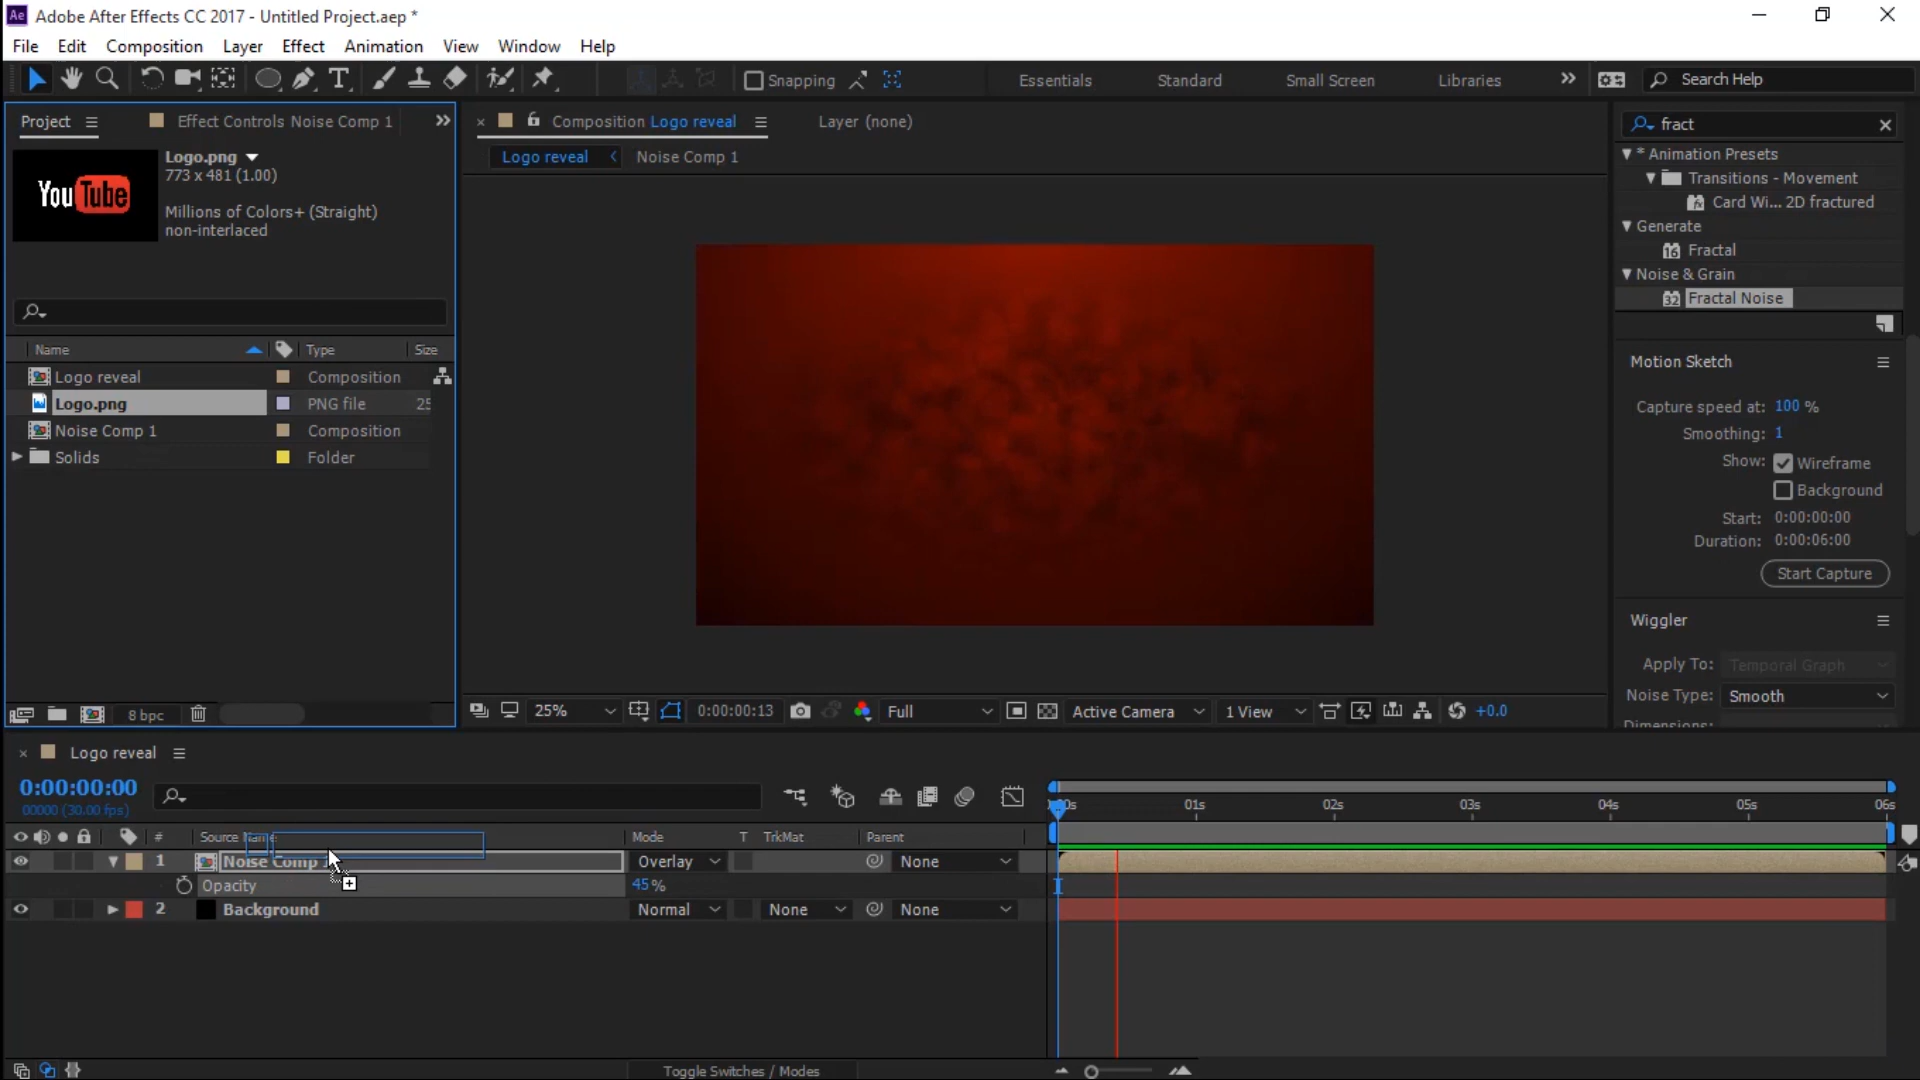 Ae Adobe After Effects CC 2017 - Untitled Project.aep *
File Edit Composition Layer Effect Animation View Window Help
Snapping Essentials Standard Small Screen Libraries Search Help
Project Effect Controls Noise Comp 1
Composition Logo reveal Layer (none)
Logo reveal Noise Comp 1
Logo.png
773 x 481 (1.00)
Millions of Colors+ (Straight)
non-interlaced
YouTube
Name Type Size
Logo reveal Composition
Logo.png PNG file 25
Noise Comp 1 Composition
Solids Folder
8 bpc
25% 0:00:00:13 Full Active Camera 1 View +0.0
fract
* Animation Presets
Transitions - Movement
Card Wi... 2D fractured
Generate
16 Fractal
Noise & Grain
32 Fractal Noise
Motion Sketch
Capture speed at: 100 %
Smoothing: 1
Show: Wireframe
Background
Start: 0:00:00:00
Duration: 0:00:06:00
Start Capture
Wiggler
Apply To: Temporal Graph
Noise Type: Smooth
Dimensions:
Logo reveal
0:00:00:00
00000 (30.00 fps)
01s 02s 03s 04s 05s 06s
# Source Name Mode T TrkMat Parent
1 Noise Comp Overlay None
Opacity 45%
2 Background Normal None None
Toggle Switches / Modes